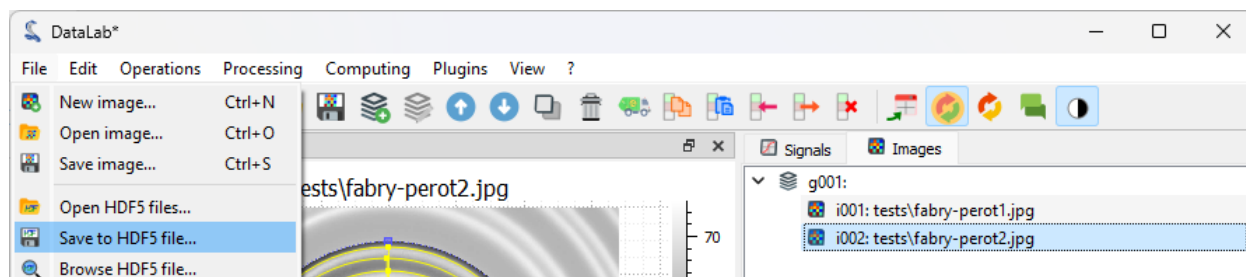 DataLab*
File Edit Operations Processing Computing Plugins View ?
New image... Ctrl+N
Open image... Ctrl+O
Save image... Ctrl+S
Open HDF5 files...
Save to HDF5 file...
Browse HDF5 file...
ests\fabry-perot2.jpg
70
Signals Images
g001:
i001: tests\fabry-perot1.jpg
i002: tests\fabry-perot2.jpg